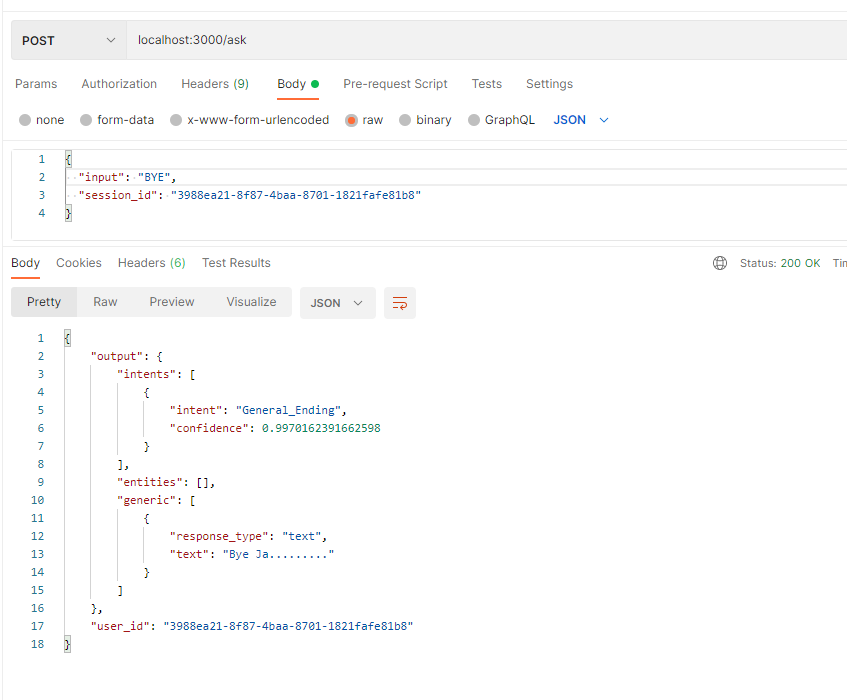 POST localhost:3000/ask
Params Authorization Headers (9) Body Pre-request Script Tests Settings
none form-data x-www-form-urlencoded raw binary GraphQL JSON
1 {
2 "input": "BYE",
3 "session_id": "3988ea21-8f87-4baa-8701-1821fafe81b8"
4 }
Body Cookies Headers (6) Test Results Status: 200 OK Tim
Pretty Raw Preview Visualize JSON
1 {
2 "output": {
3 "intents": [
4 {
5 "intent": "General_Ending",
6 "confidence": 0.9970162391662598
7 }
8 ],
9 "entities": [],
10 "generic": [
11 {
12 "response_type": "text",
13 "text": "Bye Ja........."
14 }
15 ]
16 },
17 "user_id": "3988ea21-8f87-4baa-8701-1821fafe81b8"
18 }